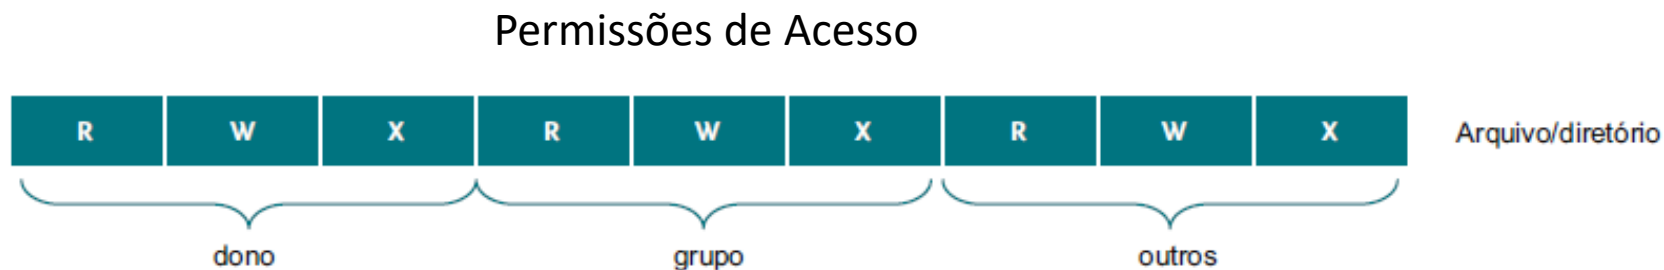 Permissões de Acesso
R W X R W X R W X Arquivo/diretório
dono grupo outros